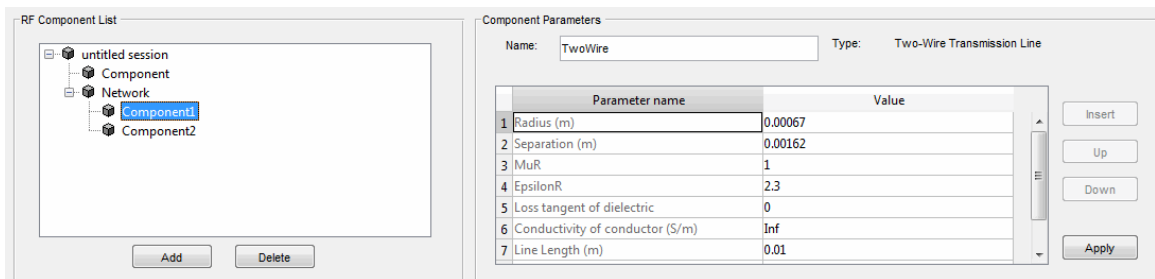 RF Component List
untitled session
Component
Network
Component1
Component2
Add Delete
Component Parameters
Name: TwoWire Type: Two-Wire Transmission Line
Parameter name Value
1 Radius (m) 0.00067
2 Separation (m) 0.00162
3 MuR 1
4 EpsilonR 2.3
5 Loss tangent of dielectric 0
6 Conductivity of conductor (S/m) Inf
7 Line Length (m) 0.01
Insert
Up
Down
Apply